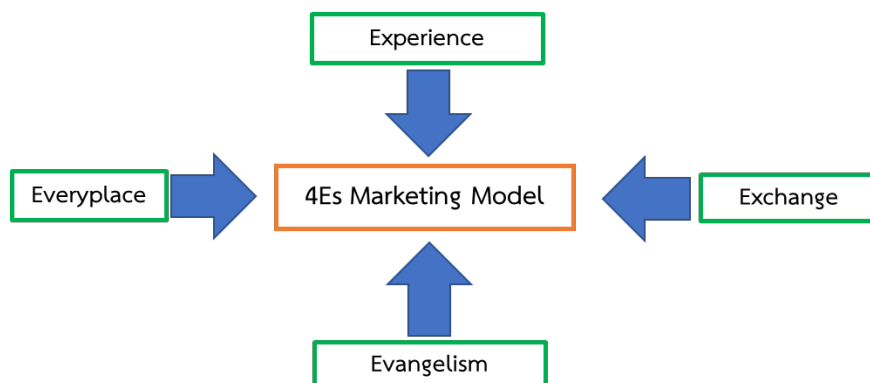 Experience
Everyplace
4Es Marketing Model
Exchange
Evangelism